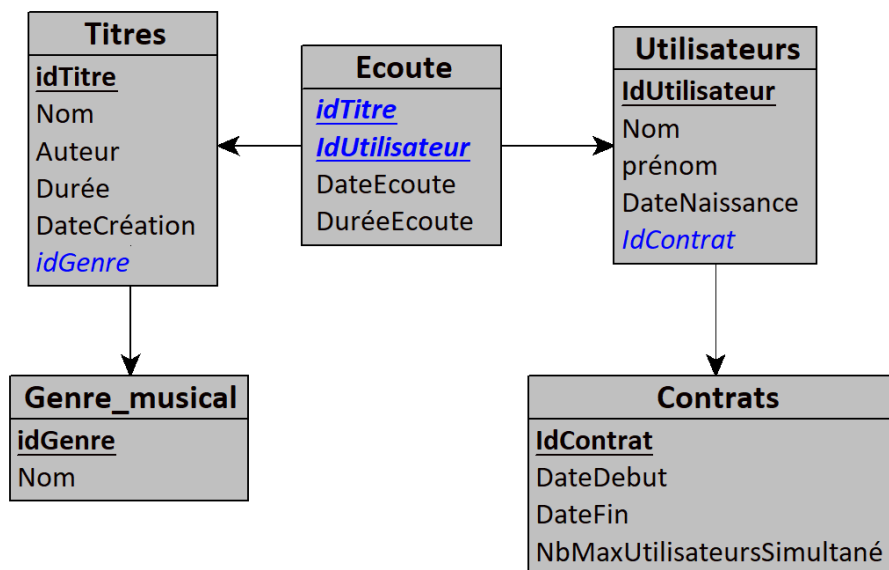 Titres
idTitre
Nom
Auteur
Durée
DateCréation
idGenre
Ecoute
idTitre
IdUtilisateur
DateEcoute
DuréeEcoute
Utilisateurs
IdUtilisateur
Nom
prénom
DateNaissance
IdContrat
Genre_musical
idGenre
Nom
Contrats
IdContrat
DateDebut
DateFin
NbMaxUtilisateursSimultané